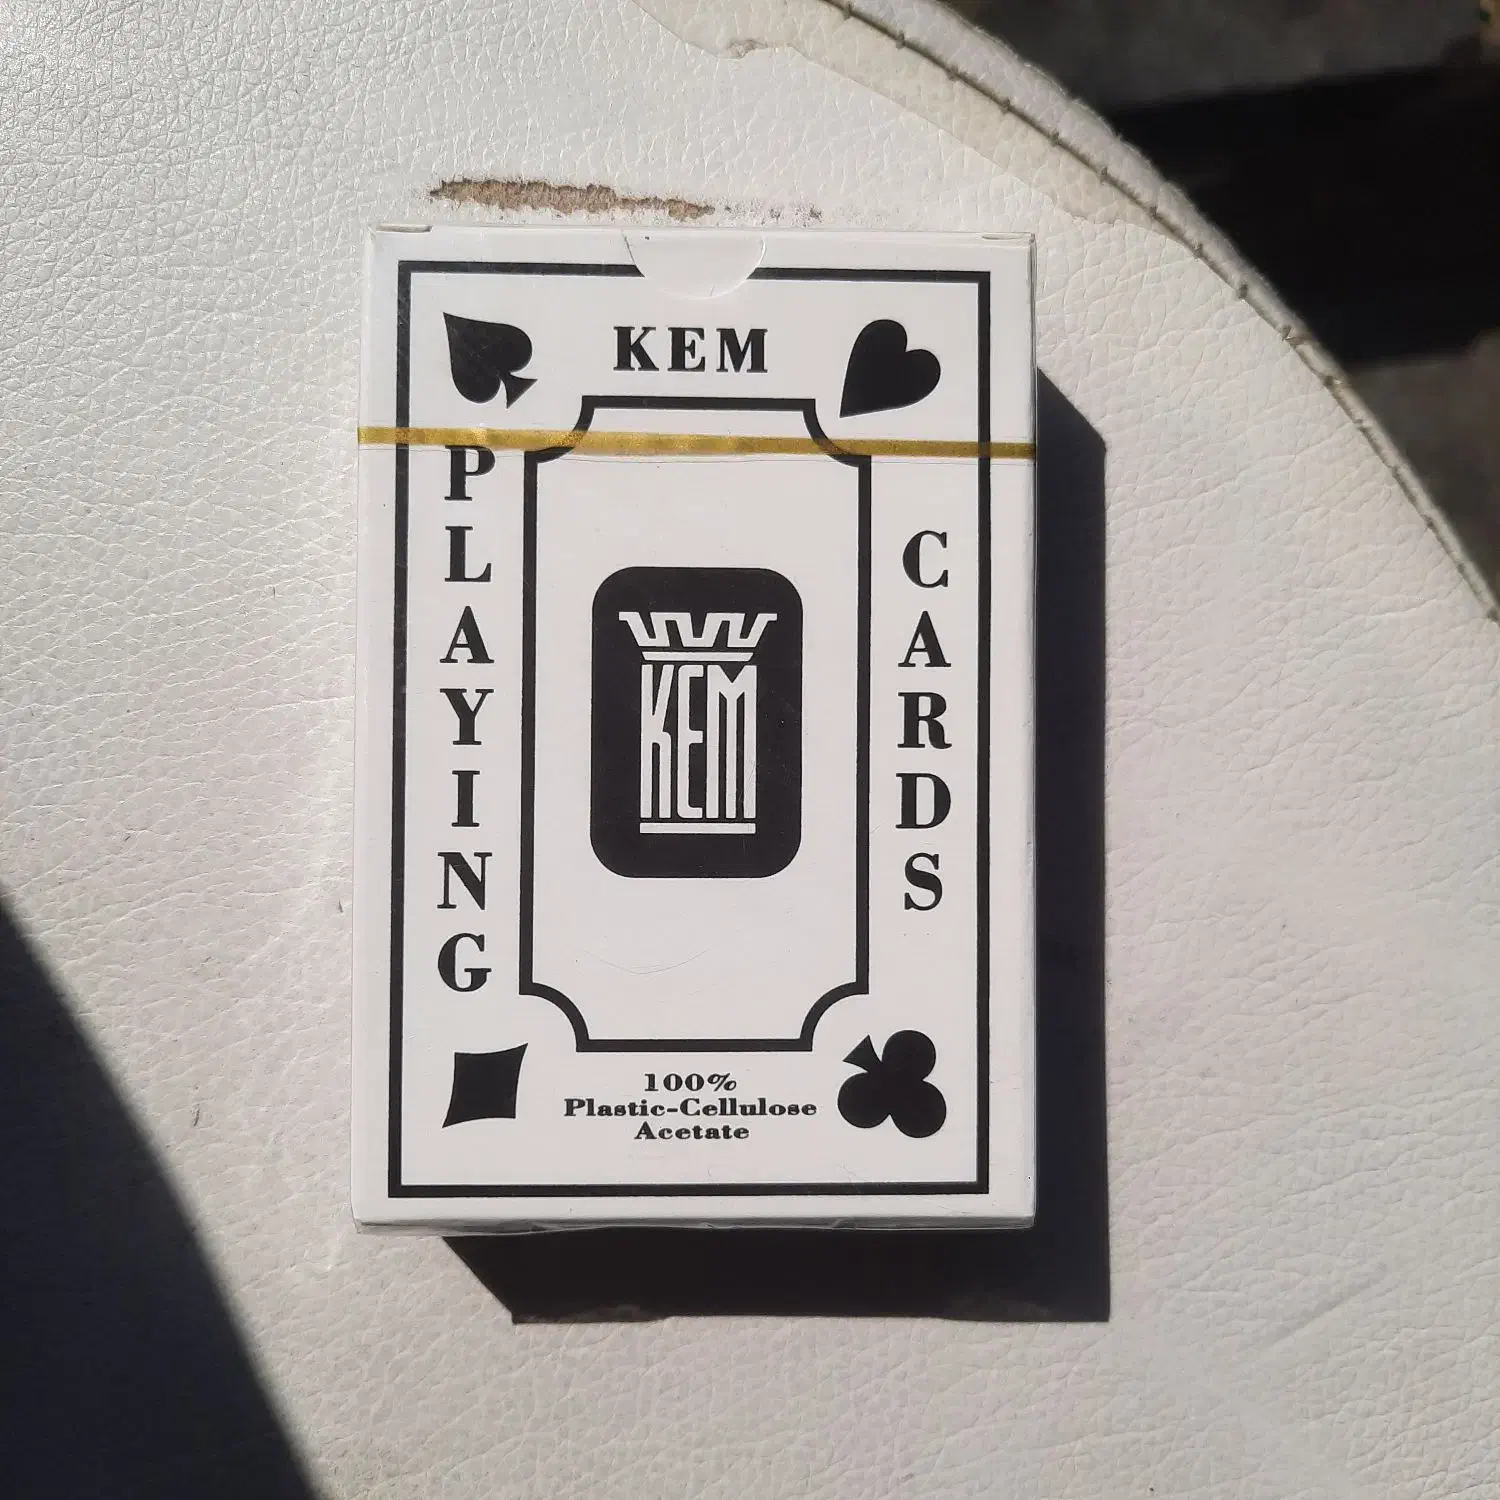 KEM
PLAYING
CARDS
KEM
100%
Plastic-Cellulose
Acetate